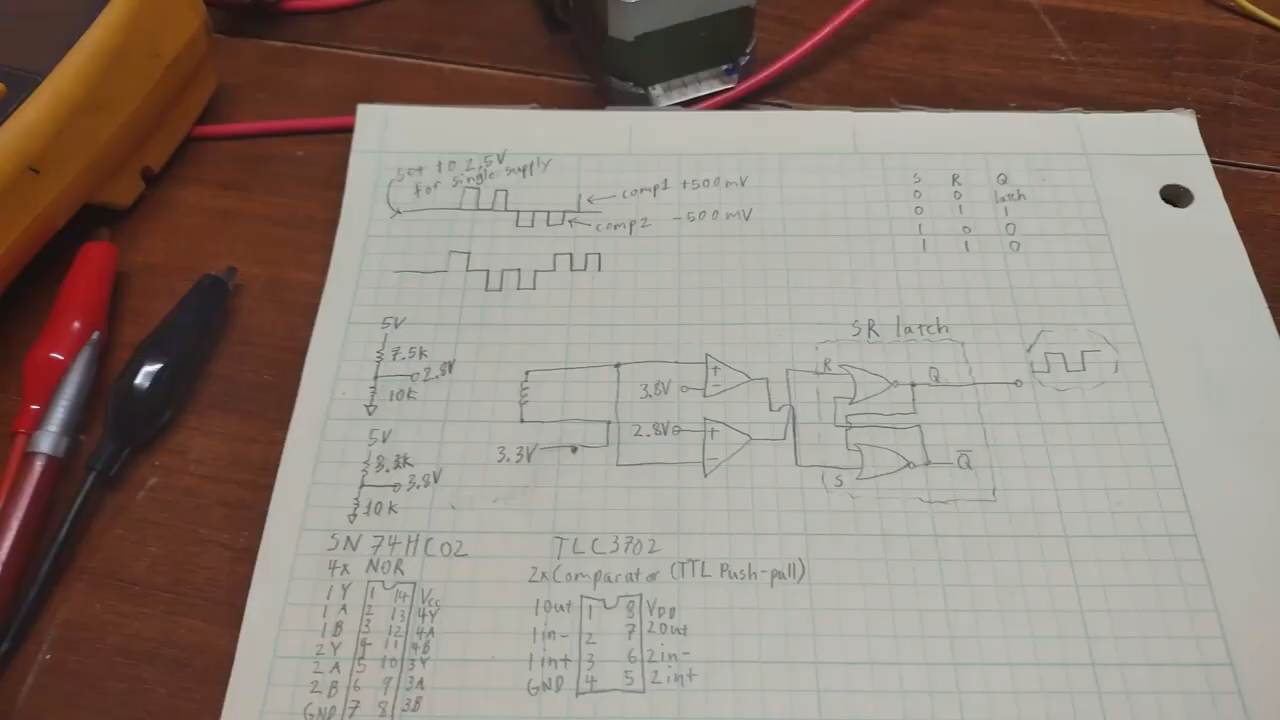 Set to 2.5V
for single supply
comp1 +500mV
comp2 -500mV
S R Q
0 0 latch
0 1 1
1 0 0
1 1 0
5V
7.5k
2.8V
10K
5V
3.3k
3.8V
10K
3.3V
3.8V
+
-
2.8V
+
-
SR latch
R
Q
S
Q̅
SN 74HC02
4x NOR
1Y 1 14 Vcc
1A 2 13 4Y
1B 3 12 4A
2Y 4 11 4B
2A 5 10 3Y
2B 6 9 3A
GND 7 8 3B
TLC3702
2x Comparator (TTL Push-pull)
1out 1 8 VDD
1in- 2 7 2out
1in+ 3 6 2in-
GND 4 5 2in+